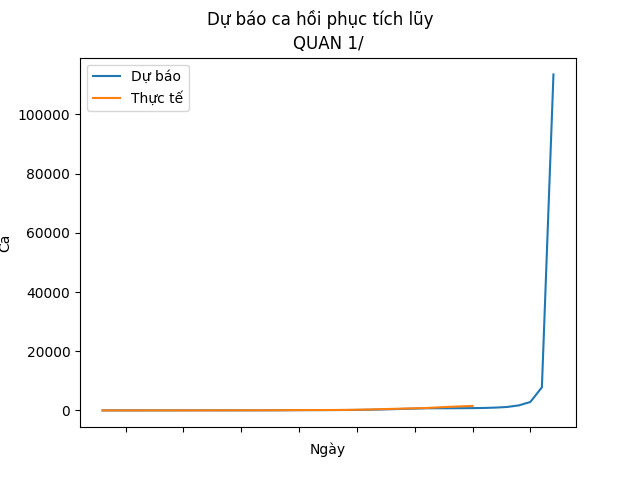 Dự báo ca hồi phục tích lũy
QUAN 1/
Dự báo
Thực tế
100000
80000
60000
40000
20000
0
Ca
Ngày